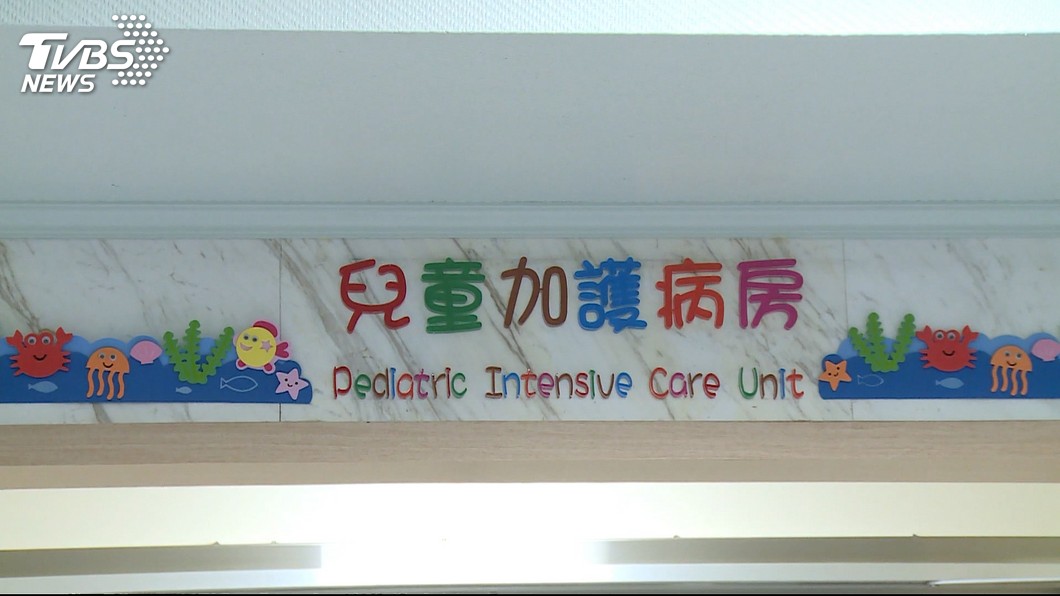 TVBS
NEWS
兒童加護病房
Pediatric Intensive Care Unit